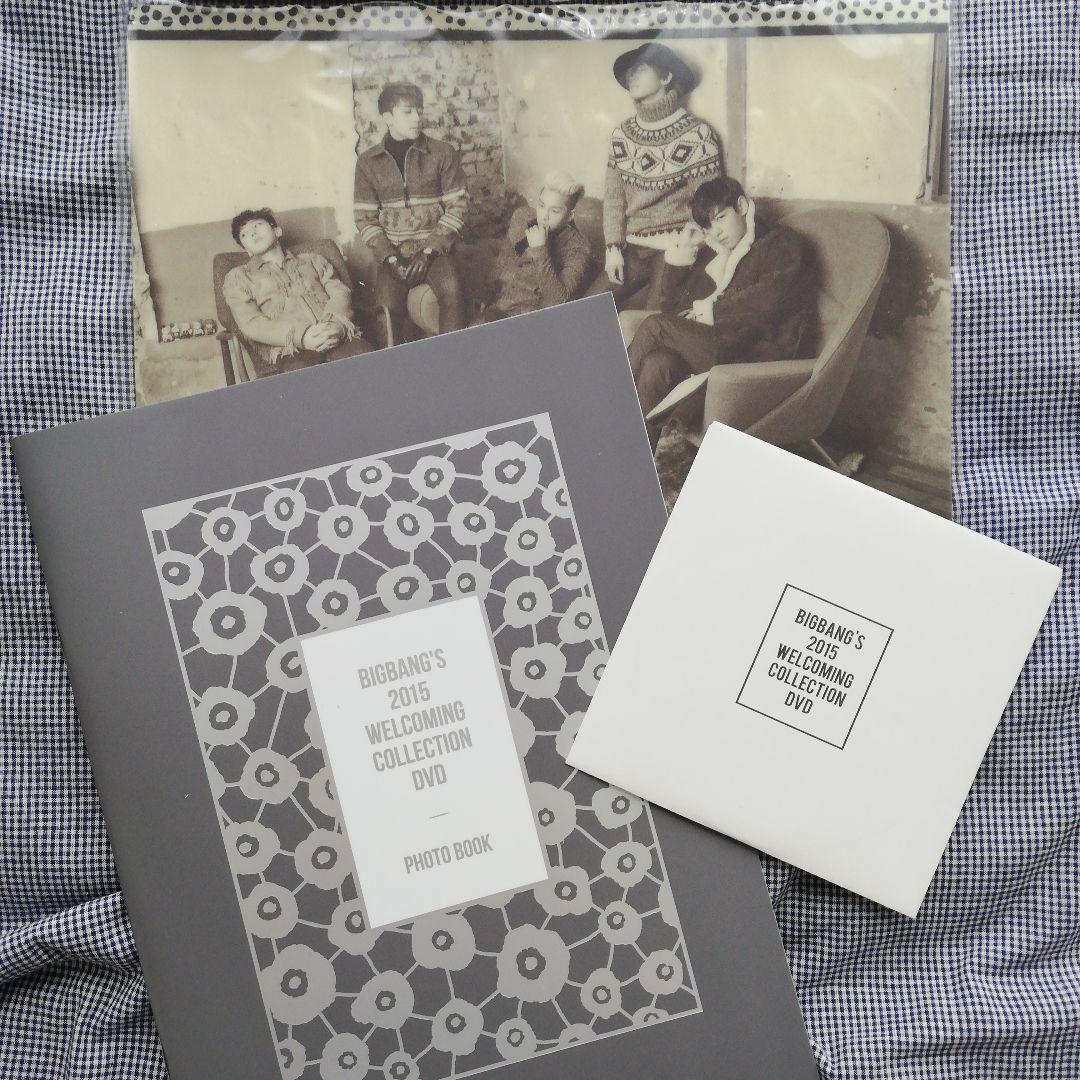 BIGBANG'S
2015
WELCOMING
COLLECTION
DVD
—
PHOTO BOOK
BIGBANG'S
2015
WELCOMING
COLLECTION
DVD